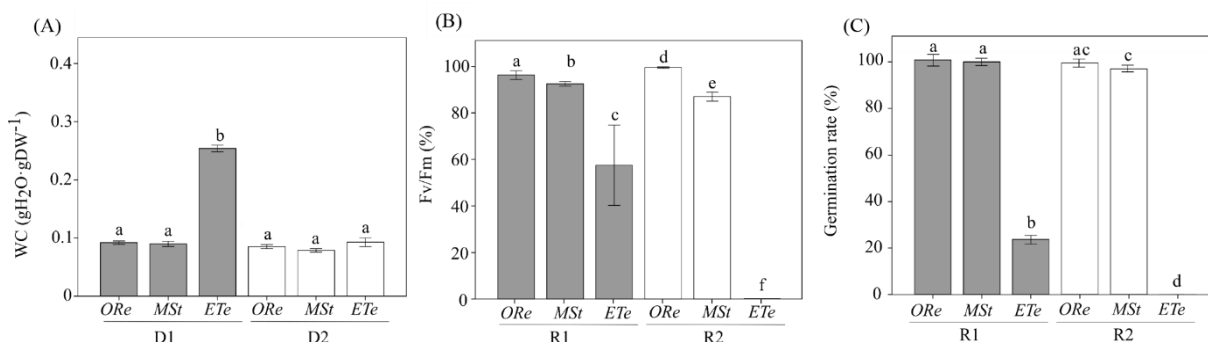 (A)
WC (gH₂O·gDW⁻¹)
0.4
0.3
0.2
0.1
0
a a b a a a
ORe MSt ETe ORe MSt ETe
D1 D2
(B)
Fv/Fm (%)
100
80
60
40
20
0
a b c d e f
ORe MSt ETe ORe MSt ETe
R1 R2
(C)
Germination rate (%)
100
80
60
40
20
0
a a b ac c d
ORe MSt ETe ORe MSt ETe
R1 R2